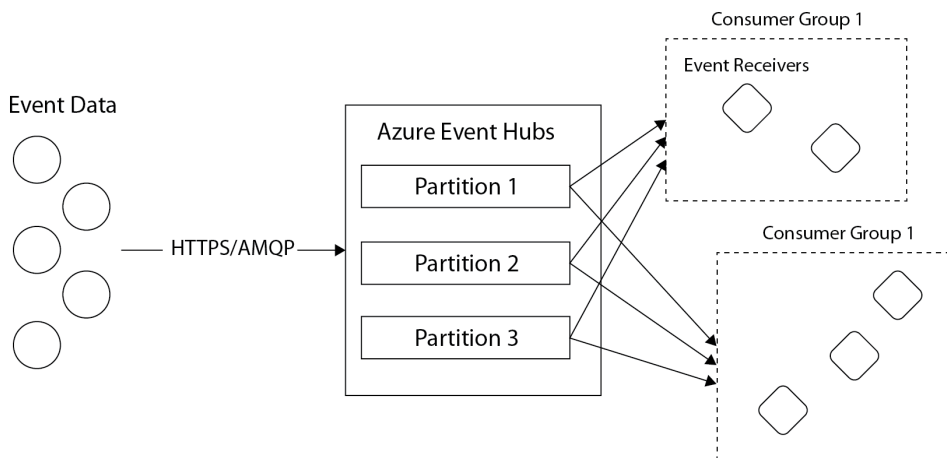 Consumer Group 1
Event Receivers
Event Data
Azure Event Hubs
Partition 1
HTTPS/AMQP
Partition 2
Partition 3
Consumer Group 1